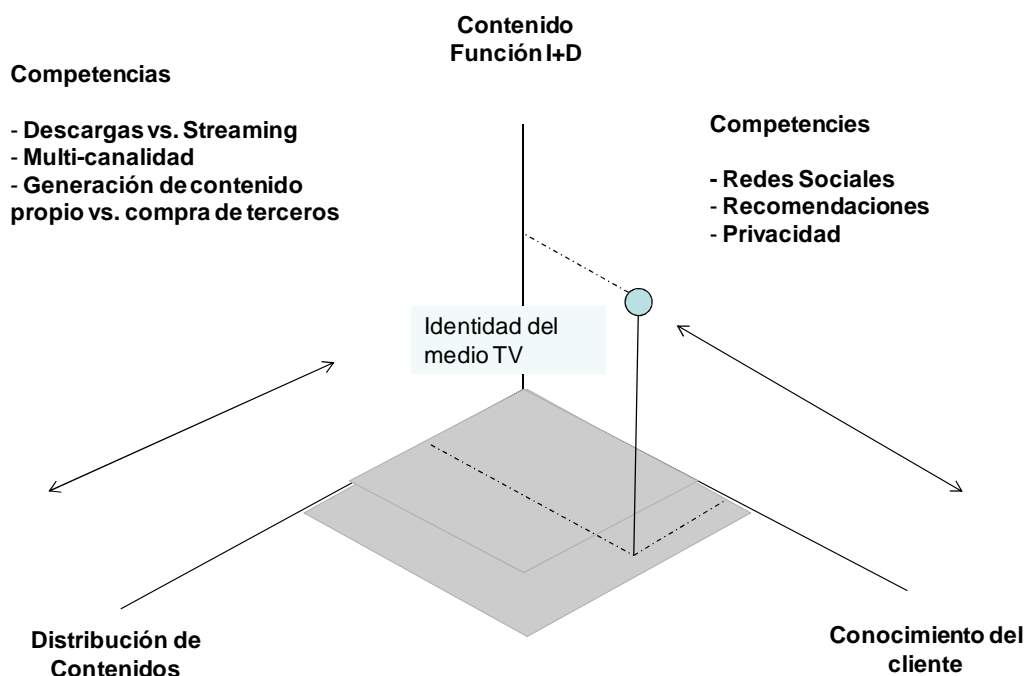 Contenido
Función I+D
Competencias
- Descargas vs. Streaming
- Multi-canalidad
- Generación de contenido
propio vs. compra de terceros
Competencies
- Redes Sociales
- Recomendaciones
- Privacidad
Identidad del
medio TV
Distribución de
Contenidos
Conocimiento del
cliente